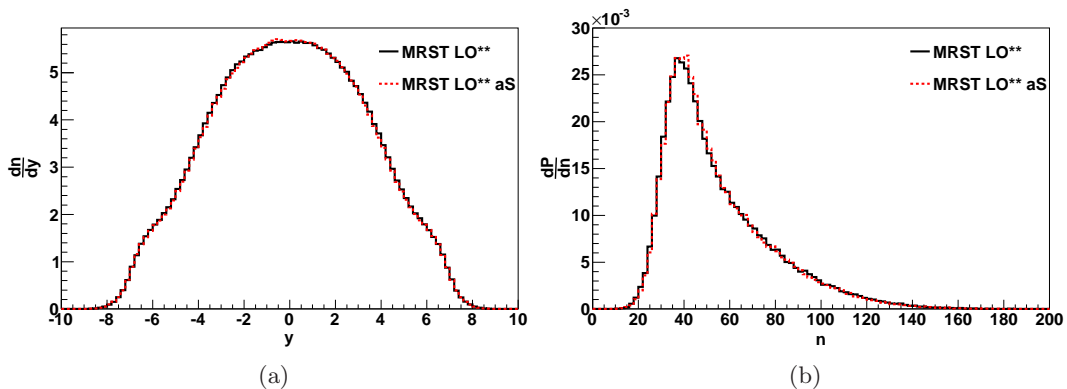 MRST LO**
MRST LO** aS
dn
dy
5
4
3
2
1
0
-10 -8 -6 -4 -2 0 2 4 6 8 10
y
(a)
×10-3
30
25
20
15
10
5
0
MRST LO**
MRST LO** aS
dP
dn
0 20 40 60 80 100 120 140 160 180 200
n
(b)